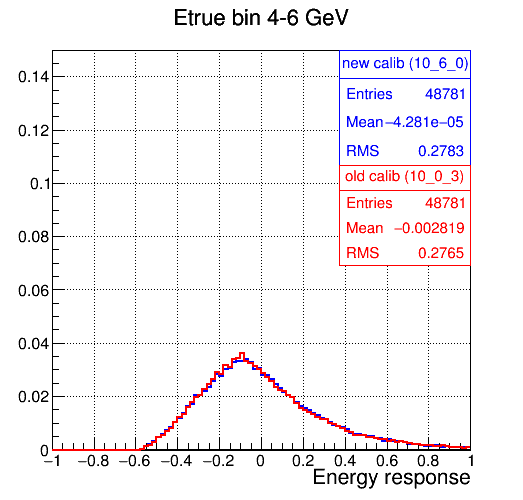 Etrue bin 4-6 GeV
new calib (10_6_0)
Entries 48781
Mean −4.281e−05
RMS 0.2783
old calib (10_0_3)
Entries 48781
Mean −0.002819
RMS 0.2765
0.14
0.12
0.1
0.08
0.06
0.04
0.02
0
−1 −0.8 −0.6 −0.4 −0.2 0 0.2 0.4 0.6 0.8 1
Energy response